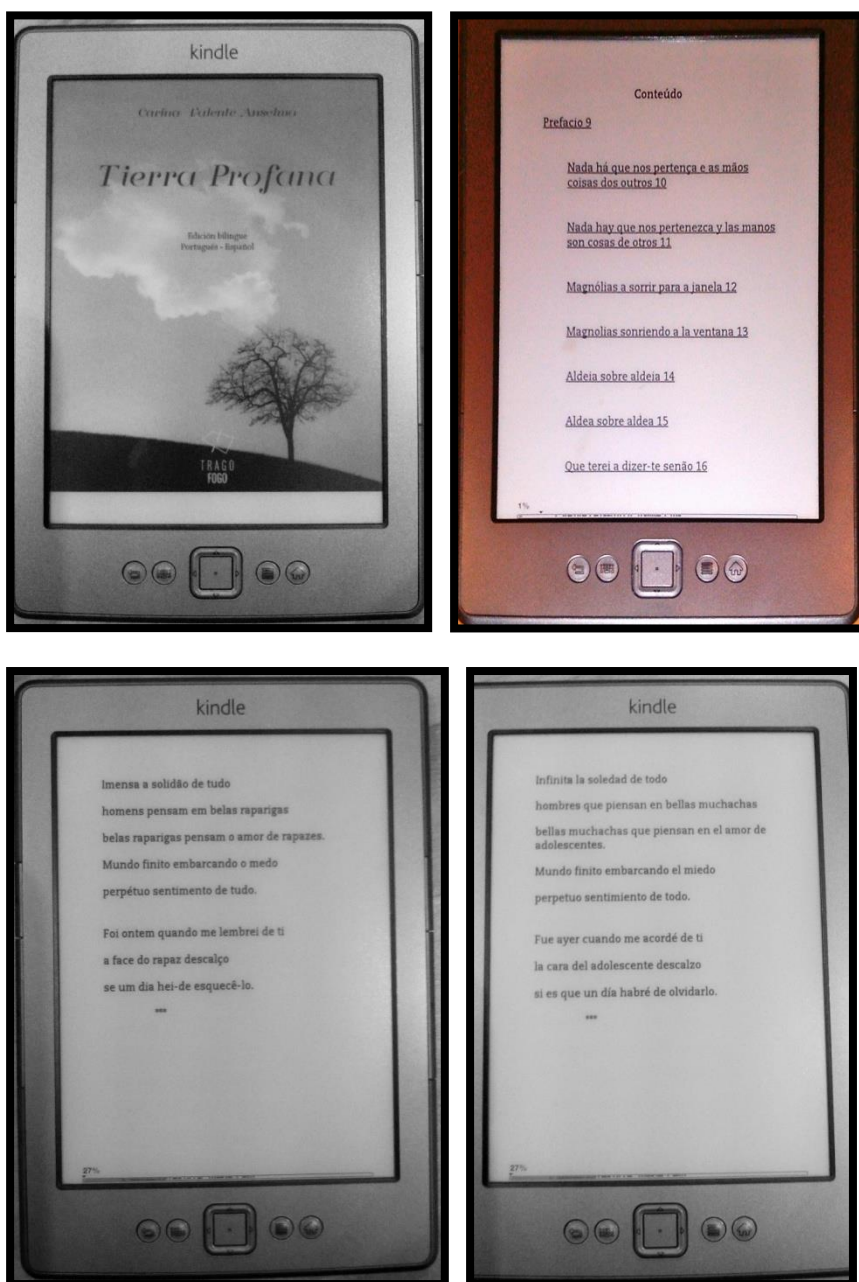 kindle
Carina Valente Anselmo
Tierra Profana
Edición bilingue
Portugués - Español
TRAGO
FOGO
Conteúdo
Prefacio 9
Nada há que nos pertença e as mãos
coisas dos outros 10
Nada hay que nos pertenezca y las manos
son cosas de otros 11
Magnólias a sorrir para a janela 12
Magnolias sonriendo a la ventana 13
Aldeia sobre aldeia 14
Aldea sobre aldea 15
Que terei a dizer-te senão 16
1%
kindle
Imensa a solidão de tudo
homens pensam em belas raparigas
belas raparigas pensam o amor de rapazes.
Mundo finito embarcando o medo
perpétuo sentimento de tudo.
Foi ontem quando me lembrei de ti
a face do rapaz descalço
se um dia hei-de esquecê-lo.
***
27%
kindle
Infinita la soledad de todo
hombres que piensan en bellas muchachas
bellas muchachas que piensan en el amor de
adolescentes.
Mundo finito embarcando el miedo
perpetuo sentimiento de todo.
Fue ayer cuando me acordé de ti
la cara del adolescente descalzo
si es que un día habré de olvidarlo.
***
27%